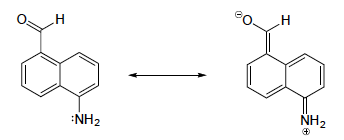 O H ⊖O H
:NH₂ NH₂
⊕